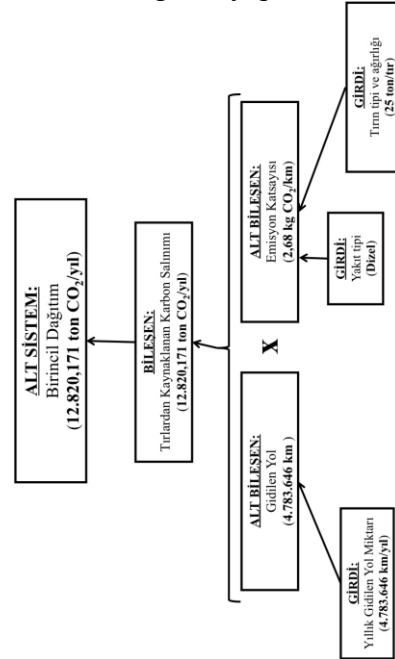 ALT SİSTEM:
Birincil Dağıtım
(12.820,171 ton CO₂/yıl)
BİLEŞEN:
Tırlardan Kaynaklanan Karbon Salınımı
(12.820,171 ton CO₂/yıl)
ALT BİLEŞEN:
Gidilen Yol
(4.783.646 km )
X
ALT BİLEŞEN:
Emisyon Katsayısı
(2,68 kg CO₂/km)
GİRDİ:
Yıllık Gidilen Yol Miktarı
(4.783.646 km/yıl)
GİRDİ:
Yakıt tipi
(Dizel)
GİRDİ:
Tırın tipi ve ağırlığı
(25 ton/tır)